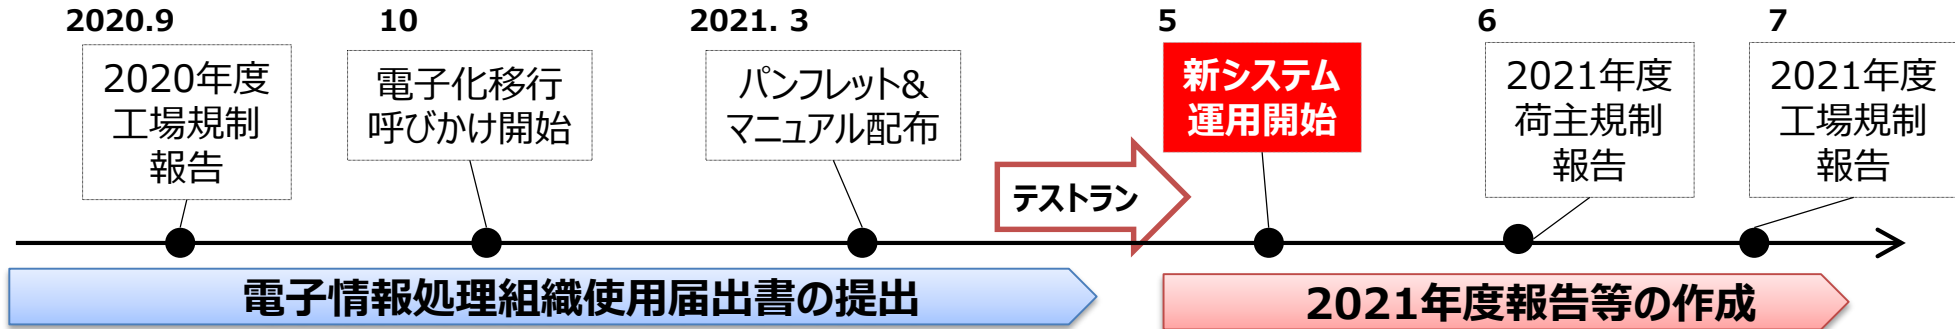 2020.9
10
2021. 3
5
6
7
2020年度
工場規制
報告
電子化移行
呼びかけ開始
パンフレット&
マニュアル配布
新システム
運用開始
2021年度
荷主規制
報告
2021年度
工場規制
報告
テストラン
電子情報処理組織使用届出書の提出
2021年度報告等の作成